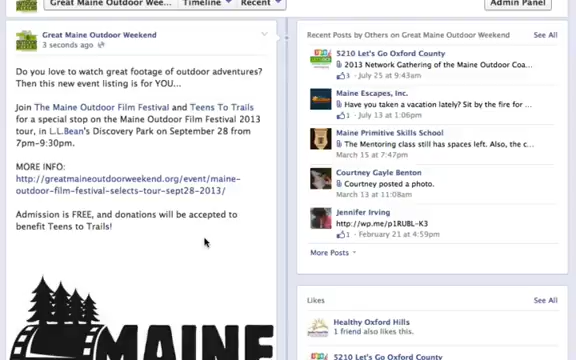 Great Maine Outdoor Wee...
Timeline
Recent
Admin Panel
Great Maine Outdoor Weekend
3 seconds ago
Do you love to watch great footage of outdoor adventures?
Then this new event listing is for YOU...
Join The Maine Outdoor Film Festival and Teens To Trails
for a special stop on the Maine Outdoor Film Festival 2013
tour, in L.L.Bean's Discovery Park on September 28 from
7pm-9:30pm.
MORE INFO:
http://greatmaineoutdoorweekend.org/event/maine-
outdoor-film-festival-selects-tour-sept28-2013/
Admission is FREE, and donations will be accepted to
benefit Teens to Trails!
MAINE
Recent Posts by Others on Great Maine Outdoor Weekend
See All
5210 Let's Go Oxford County
2013 Network Gathering of the Maine Outdoor Coa...
3 · July 25 at 9:43am
Maine Escapes, Inc.
Have you taken a vacation lately? Sit by the fire for ...
1 · July 13 at 1:06pm
Maine Primitive Skills School
The Mentoring class still has spaces left. Also, the c...
March 15 at 7:47pm
Courtney Gayle Benton
Courtney posted a photo.
March 13 at 11:08am
Jennifer Irving
http://wp.me/p1RUBL-K3
1 · February 21 at 4:59pm
More Posts
Likes
See All
Healthy Oxford Hills
1 friend also likes this.
5210 Let's Go Oxford County